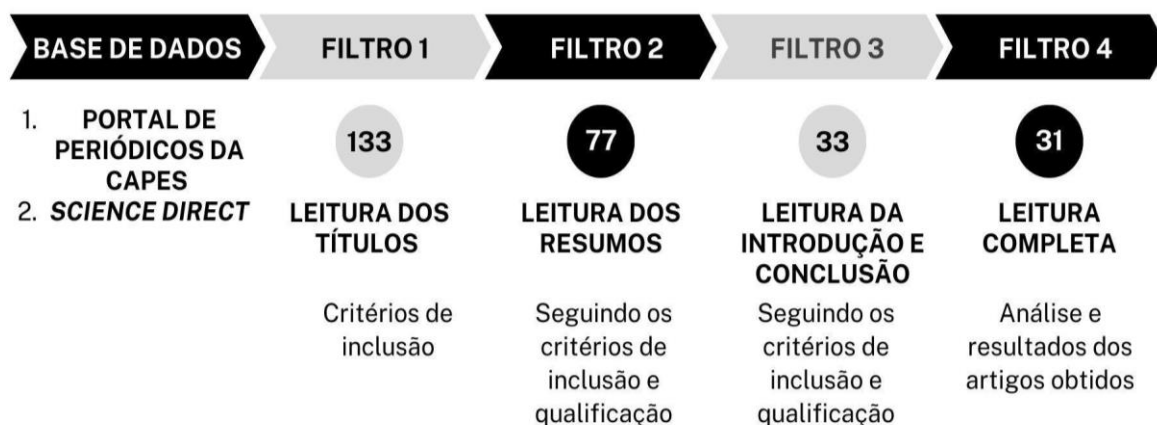 BASE DE DADOS
FILTRO 1
FILTRO 2
FILTRO 3
FILTRO 4
1. PORTAL DE
PERIÓDICOS DA
CAPES
2. SCIENCE DIRECT
133
LEITURA DOS
TÍTULOS
Critérios de
inclusão
77
LEITURA DOS
RESUMOS
Seguindo os
critérios de
inclusão e
qualificação
33
LEITURA DA
INTRODUÇÃO E
CONCLUSÃO
Seguindo os
critérios de
inclusão e
qualificação
31
LEITURA
COMPLETA
Análise e
resultados dos
artigos obtidos